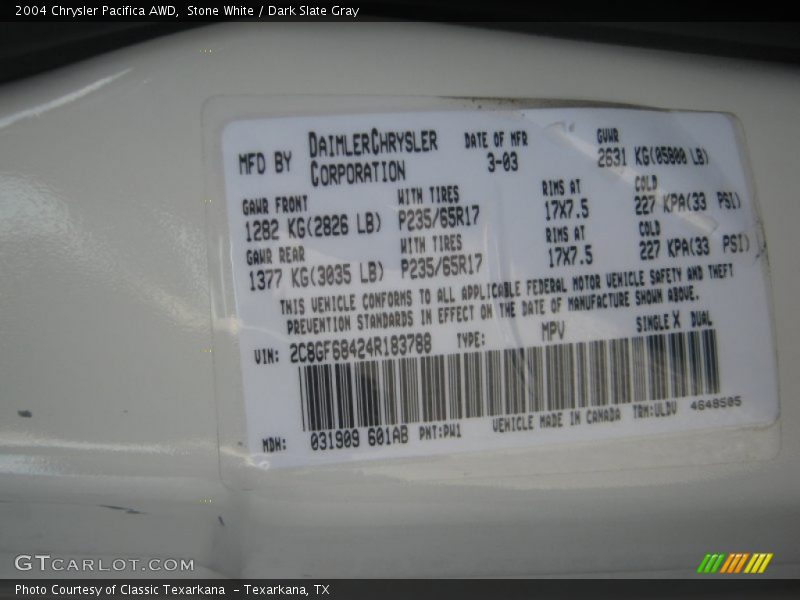 2004 Chrysler Pacifica AWD, Stone White / Dark Slate Gray
MFD BY DAIMLERCHRYSLER CORPORATION
DATE OF MFR 3-03
GVWR 2631 KG(05800 LB)
GAWR FRONT WITH TIRES RIMS AT COLD
1282 KG(2826 LB) P235/65R17 17X7.5 227 KPA(33 PSI)
GAWR REAR WITH TIRES RIMS AT COLD
1377 KG(3035 LB) P235/65R17 17X7.5 227 KPA(33 PSI)
THIS VEHICLE CONFORMS TO ALL APPLICABLE FEDERAL MOTOR VEHICLE SAFETY AND THEFT
PREVENTION STANDARDS IN EFFECT ON THE DATE OF MANUFACTURE SHOWN ABOVE.
VIN: 2C8GF68424R183788 TYPE: MPV SINGLE X DUAL
MDH: 031909 601AB PNT:PW1 VEHICLE MADE IN CANADA TRM:ULDV 4648505
GTCARLOT.COM
Photo Courtesy of Classic Texarkana - Texarkana, TX